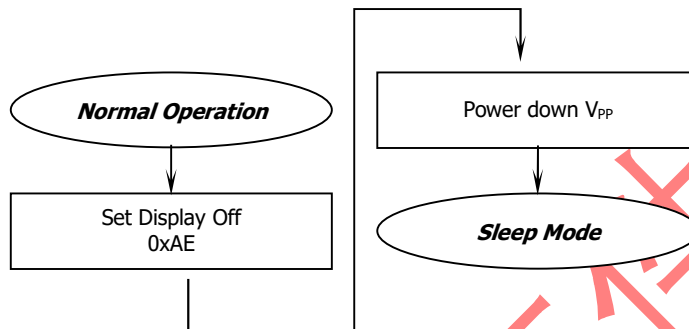 Normal Operation
Set Display Off
0xAE
Power down VPP
Sleep Mode